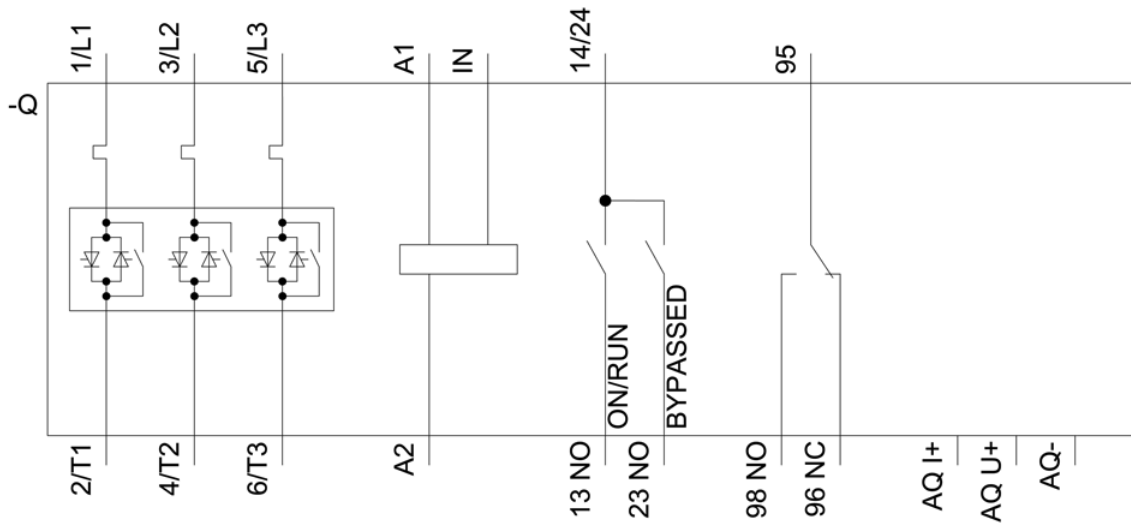 1/L1
3/L2
5/L3
A1
IN
14/24
95
-Q
ON/RUN
BYPASSED
2/T1
4/T2
6/T3
A2
13 NO
23 NO
98 NO
96 NC
AQ I+
AQ U+
AQ-